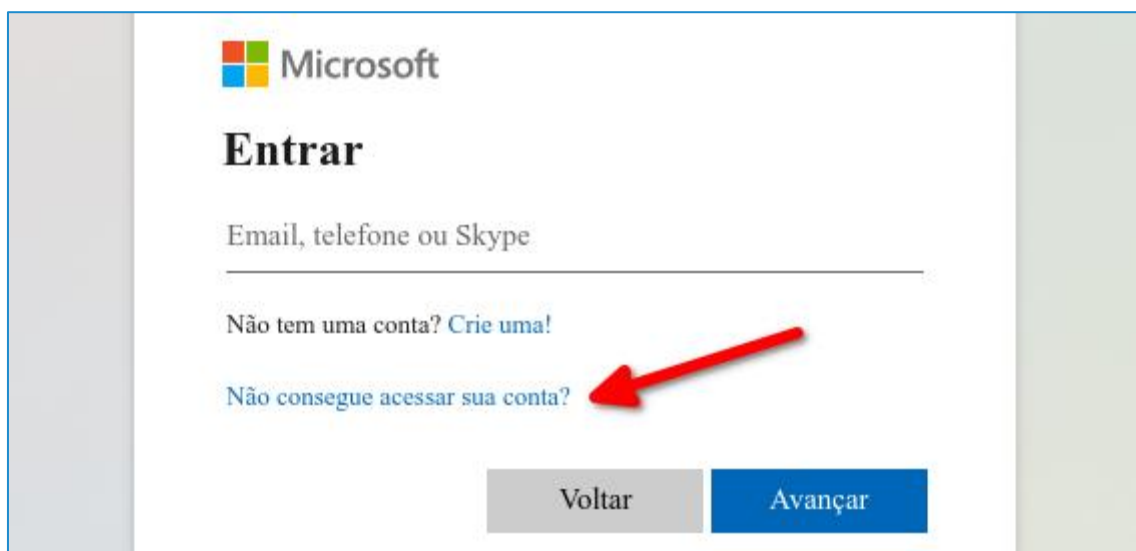 Microsoft
Entrar
Email, telefone ou Skype
Não tem uma conta? Crie uma!
Não consegue acessar sua conta?
Voltar Avançar